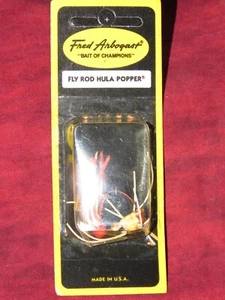 Fred Arbogast®
"BAIT OF CHAMPIONS"
FLY ROD HULA POPPER®
MADE IN U.S.A.